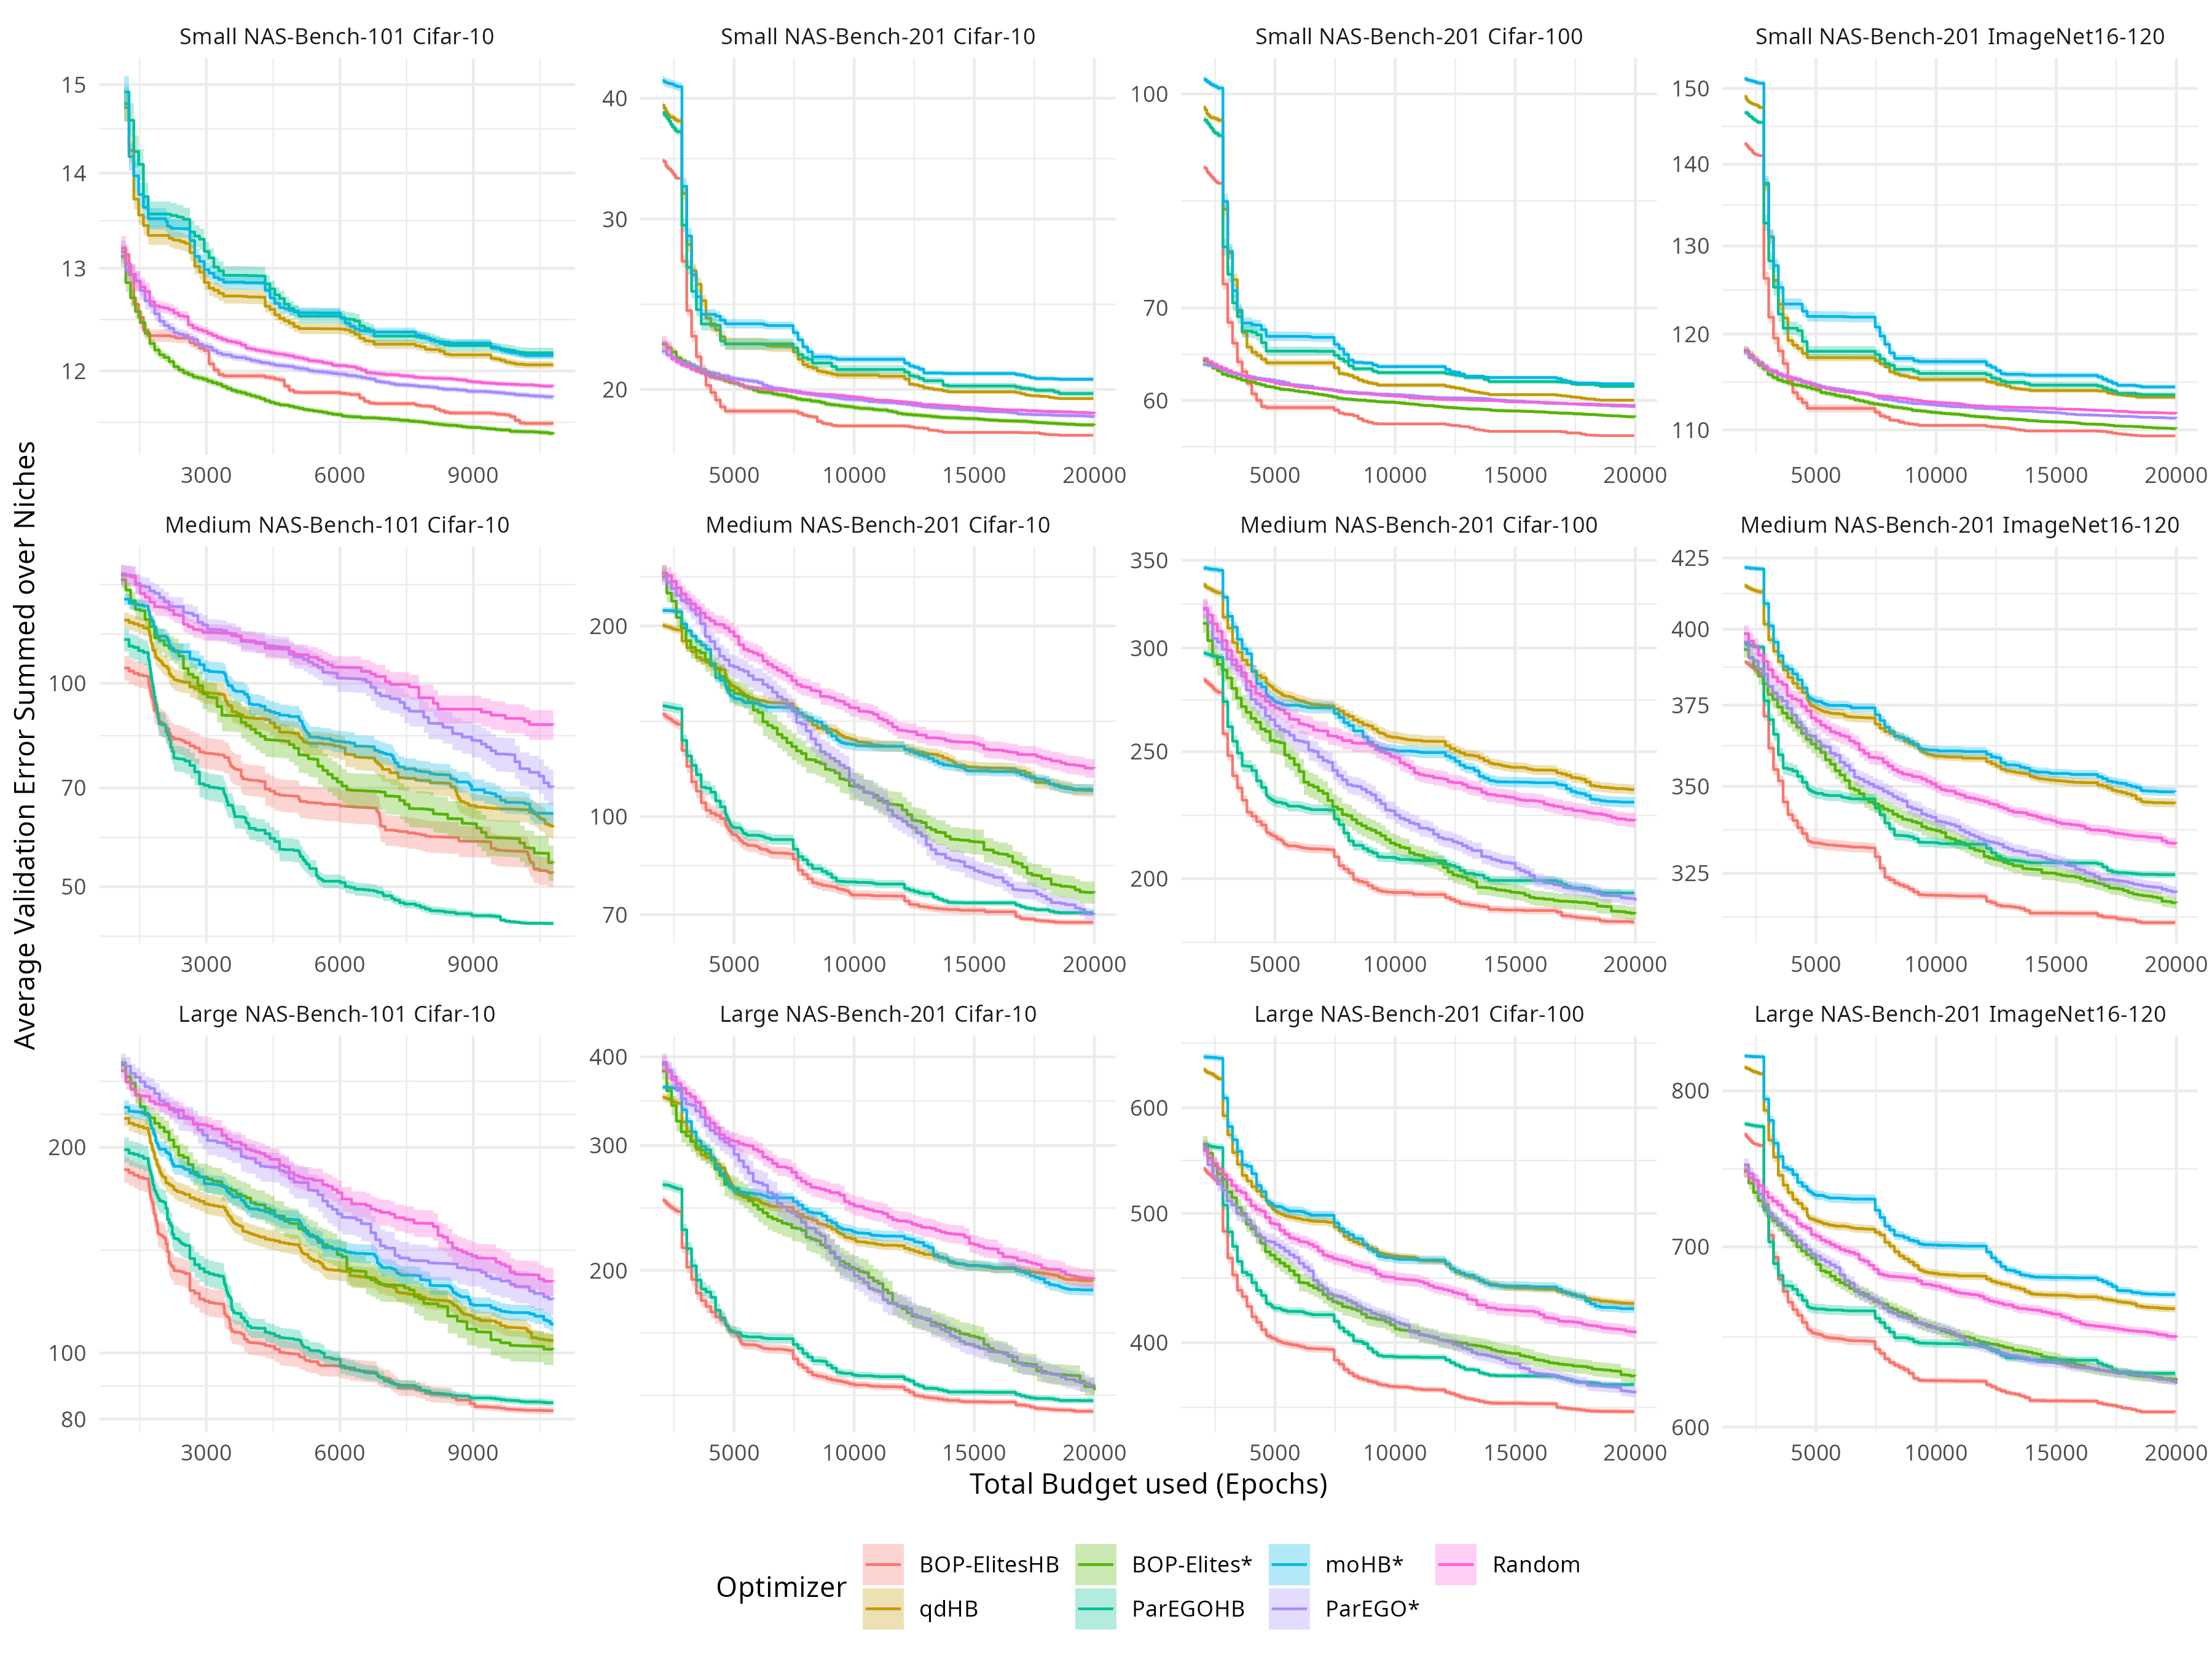 Small NAS-Bench-101 Cifar-10
Small NAS-Bench-201 Cifar-10
Small NAS-Bench-201 Cifar-100
Small NAS-Bench-201 ImageNet16-120
15
14
13
12
3000 6000 9000
40
30
20
5000 10000 15000 20000
100
70
60
5000 10000 15000 20000
150
140
130
120
110
5000 10000 15000 20000
Average Validation Error Summed over Niches
Medium NAS-Bench-101 Cifar-10
Medium NAS-Bench-201 Cifar-10
Medium NAS-Bench-201 Cifar-100
Medium NAS-Bench-201 ImageNet16-120
100
70
50
3000 6000 9000
200
100
70
5000 10000 15000 20000
350
300
250
200
5000 10000 15000 20000
425
400
375
350
325
5000 10000 15000 20000
Large NAS-Bench-101 Cifar-10
Large NAS-Bench-201 Cifar-10
Large NAS-Bench-201 Cifar-100
Large NAS-Bench-201 ImageNet16-120
200
100
80
3000 6000 9000
400
300
200
5000 10000 15000 20000
600
500
400
5000 10000 15000 20000
800
700
600
5000 10000 15000 20000
Total Budget used (Epochs)
Optimizer
BOP-ElitesHB
BOP-Elites*
moHB*
Random
qdHB
ParEGOHB
ParEGO*